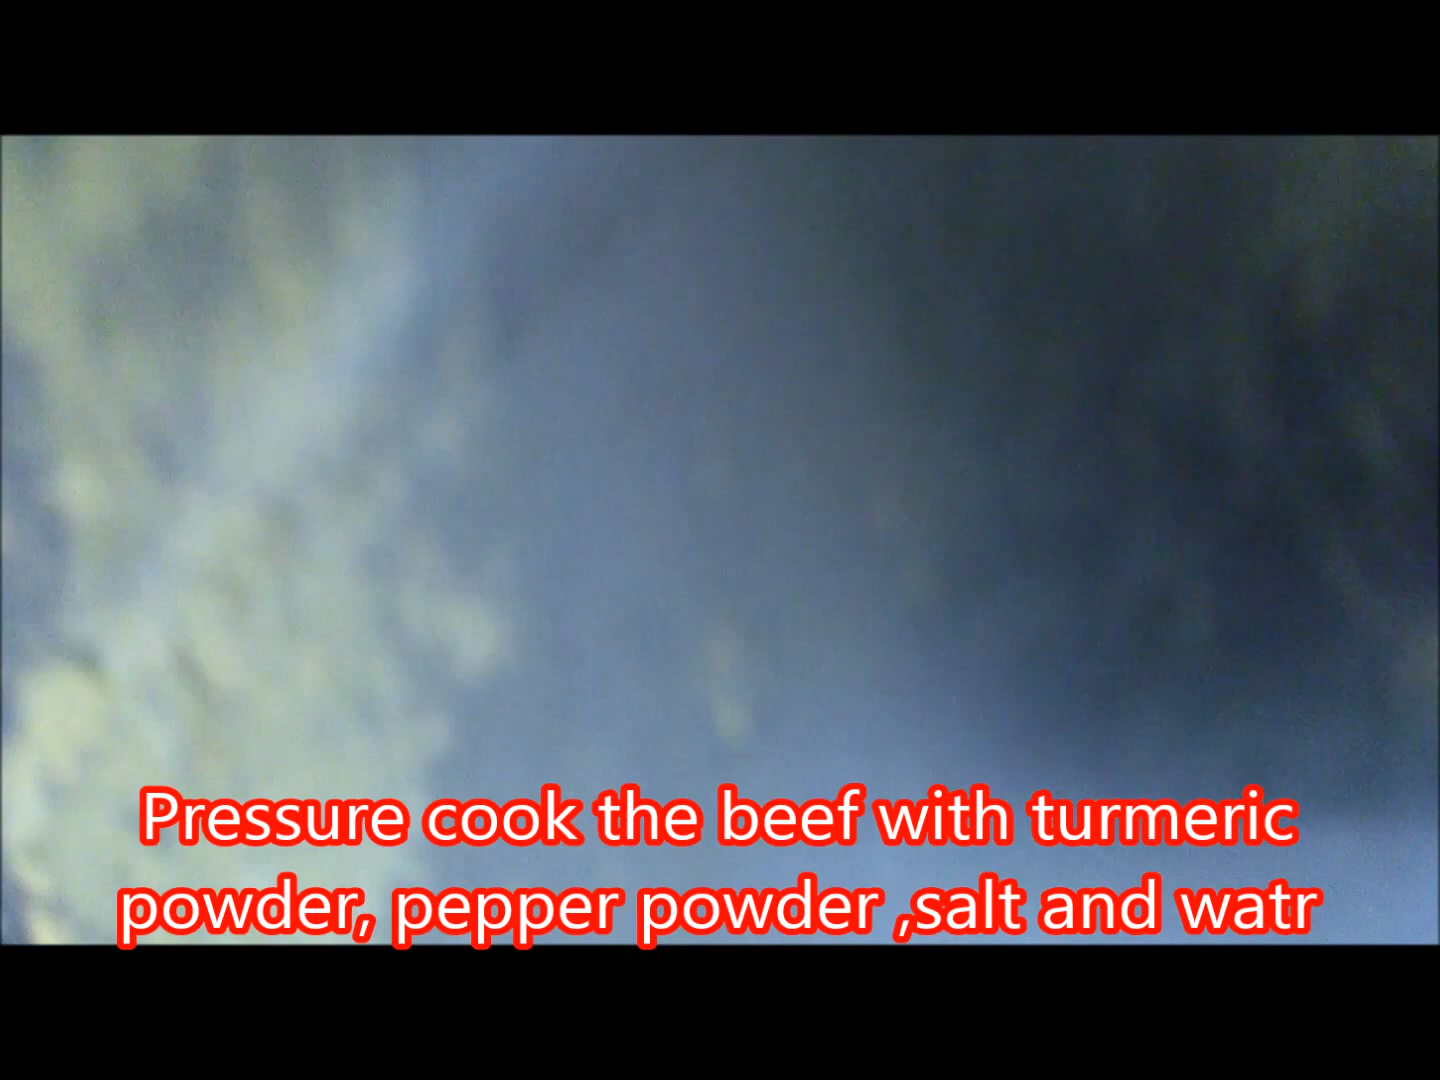 Pressure cook the beef with turmeric
powder, pepper powder ,salt and watr